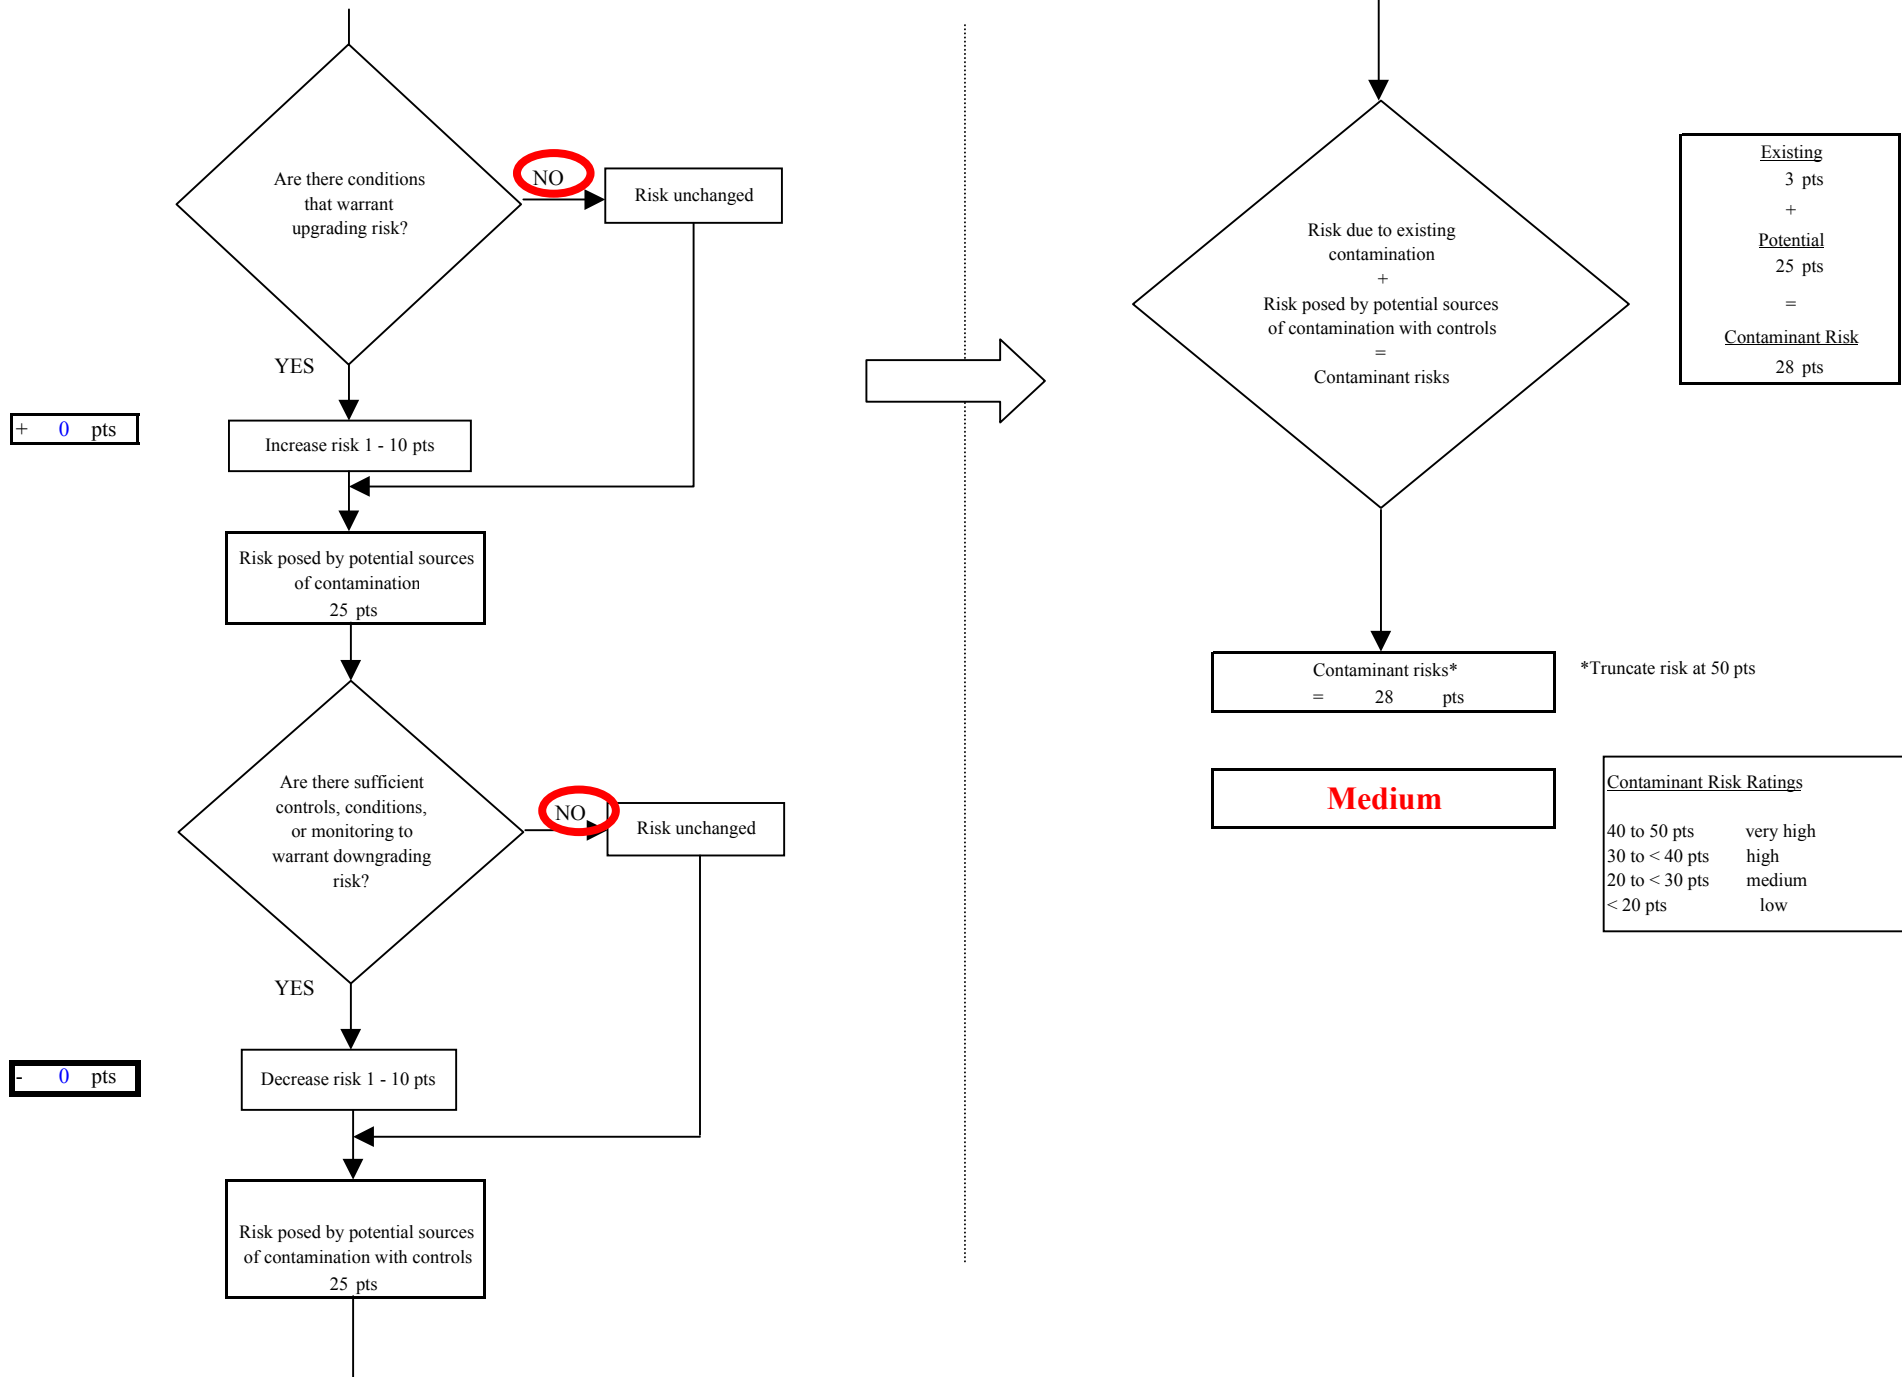 Are there conditions
that warrant
upgrading risk?
NO
Risk unchanged
YES
+ 0 pts
Increase risk 1 - 10 pts
Risk posed by potential sources
of contamination
25 pts
Are there sufficient
controls, conditions,
or monitoring to
warrant downgrading
risk?
NO
Risk unchanged
YES
- 0 pts
Decrease risk 1 - 10 pts
Risk posed by potential sources
of contamination with controls
25 pts
Risk due to existing
contamination
+
Risk posed by potential sources
of contamination with controls
=
Contaminant risks
Existing
3 pts
+
Potential
25 pts
=
Contaminant Risk
28 pts
Contaminant risks*
= 28 pts
*Truncate risk at 50 pts
Medium
Contaminant Risk Ratings
40 to 50 pts very high
30 to < 40 pts high
20 to < 30 pts medium
< 20 pts low